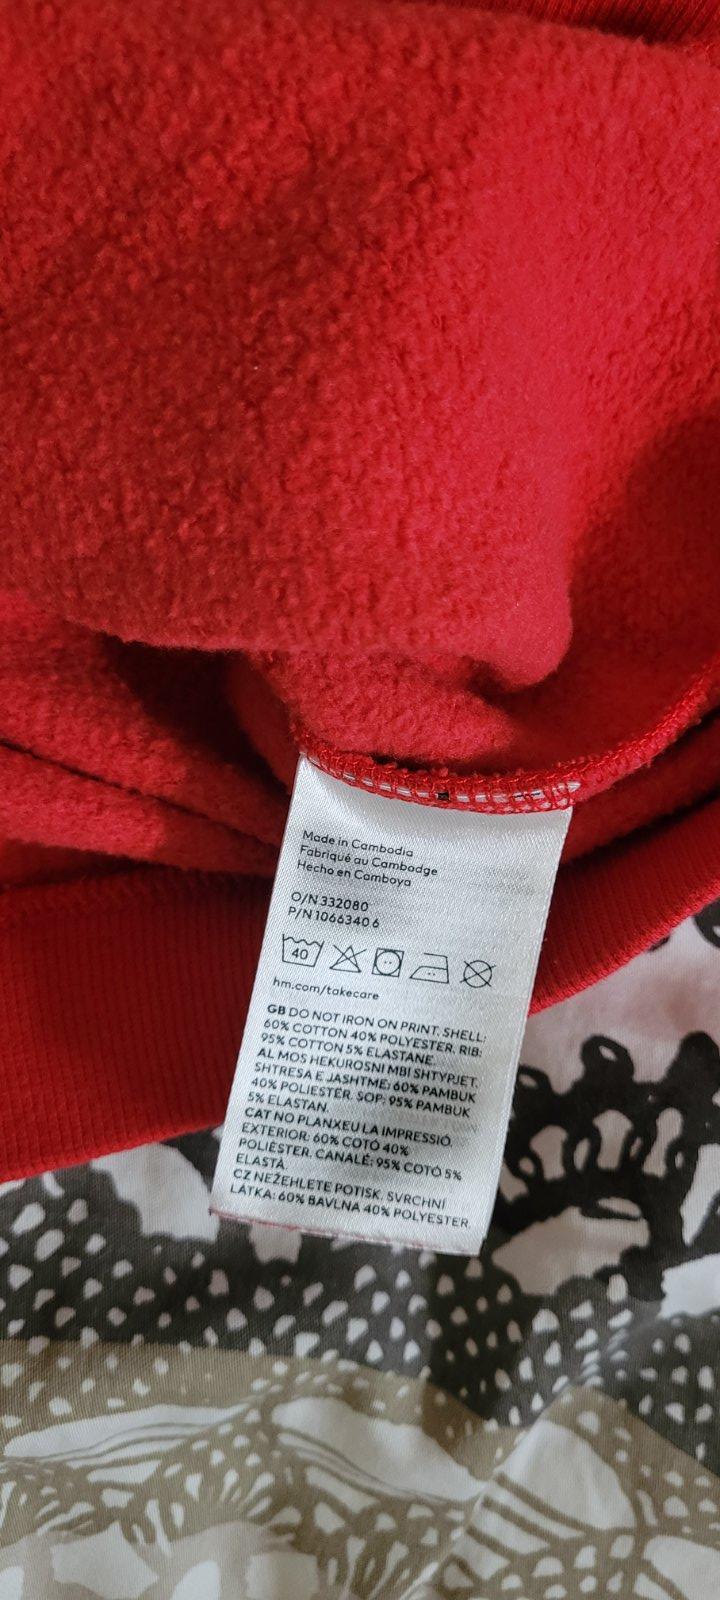 Made in Cambodia
Fabriqué au Cambodge
Hecho en Camboya
O/N 332080
P/N 1066340 6
40
hm.com/takecare
GB DO NOT IRON ON PRINT. SHELL:
60% COTTON 40% POLYESTER. RIB:
95% COTTON 5% ELASTANE.
AL MOS HEKUROSNI MBI SHTYPJET.
SHTRESA E JASHTME: 60% PAMBUK
40% POLIESTËR. SOP: 95% PAMBUK
5% ELASTAN.
CAT NO PLANXEU LA IMPRESSIÓ.
EXTERIOR: 60% COTÓ 40%
POLIÈSTER. CANALÉ: 95% COTÓ 5%
ELASTÀ.
CZ NEŽEHLETE POTISK. SVRCHNÍ
LÁTKA: 60% BAVLNA 40% POLYESTER.